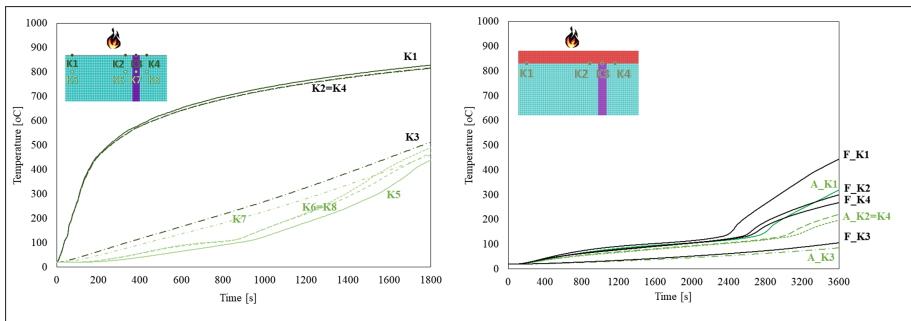 1000
900
800
700
600
500
400
300
200
100
0
Temperature [oC]
0 200 400 600 800 1000 1200 1400 1600 1800
Time [s]
K1 K2 K3 K4
K7
K1
K2=K4
K3
K7
K6=K8
K5
1000
900
800
700
600
500
400
300
200
100
0
Temperature [oC]
0 400 800 1200 1600 2000 2400 2800 3200 3600
Time [s]
K1 K2 K3 K4
F_K1
A_K1
F_K2
F_K4
A_K2=K4
F_K3
A_K3